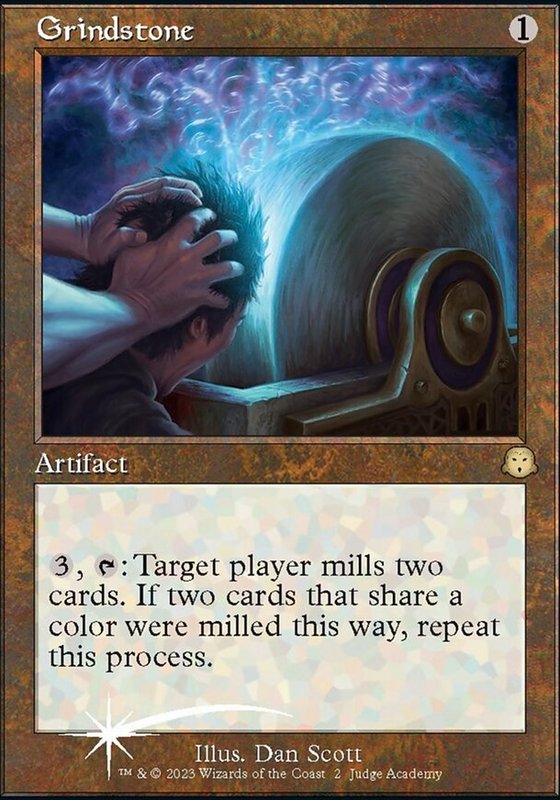 Grindstone
1
Artifact
3, : Target player mills two
cards. If two cards that share a
color were milled this way, repeat
this process.
Illus. Dan Scott
™ & © 2023 Wizards of the Coast 2 Judge Academy